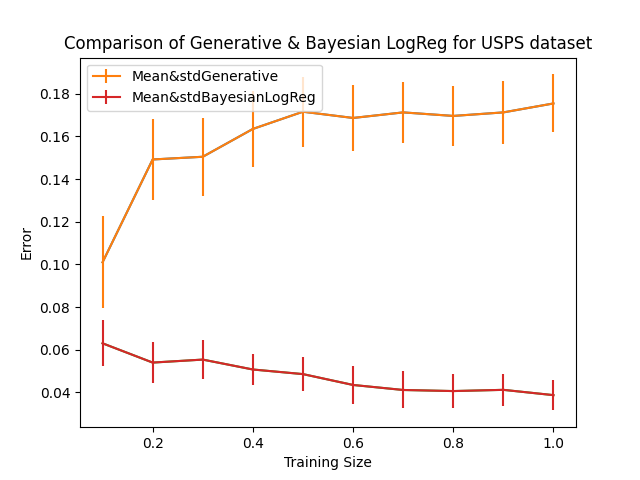 Comparison of Generative & Bayesian LogReg for USPS dataset
Mean&stdGenerative
Mean&stdBayesianLogReg
0.18
0.16
0.14
0.12
0.10
0.08
0.06
0.04
Error
0.2 0.4 0.6 0.8 1.0
Training Size